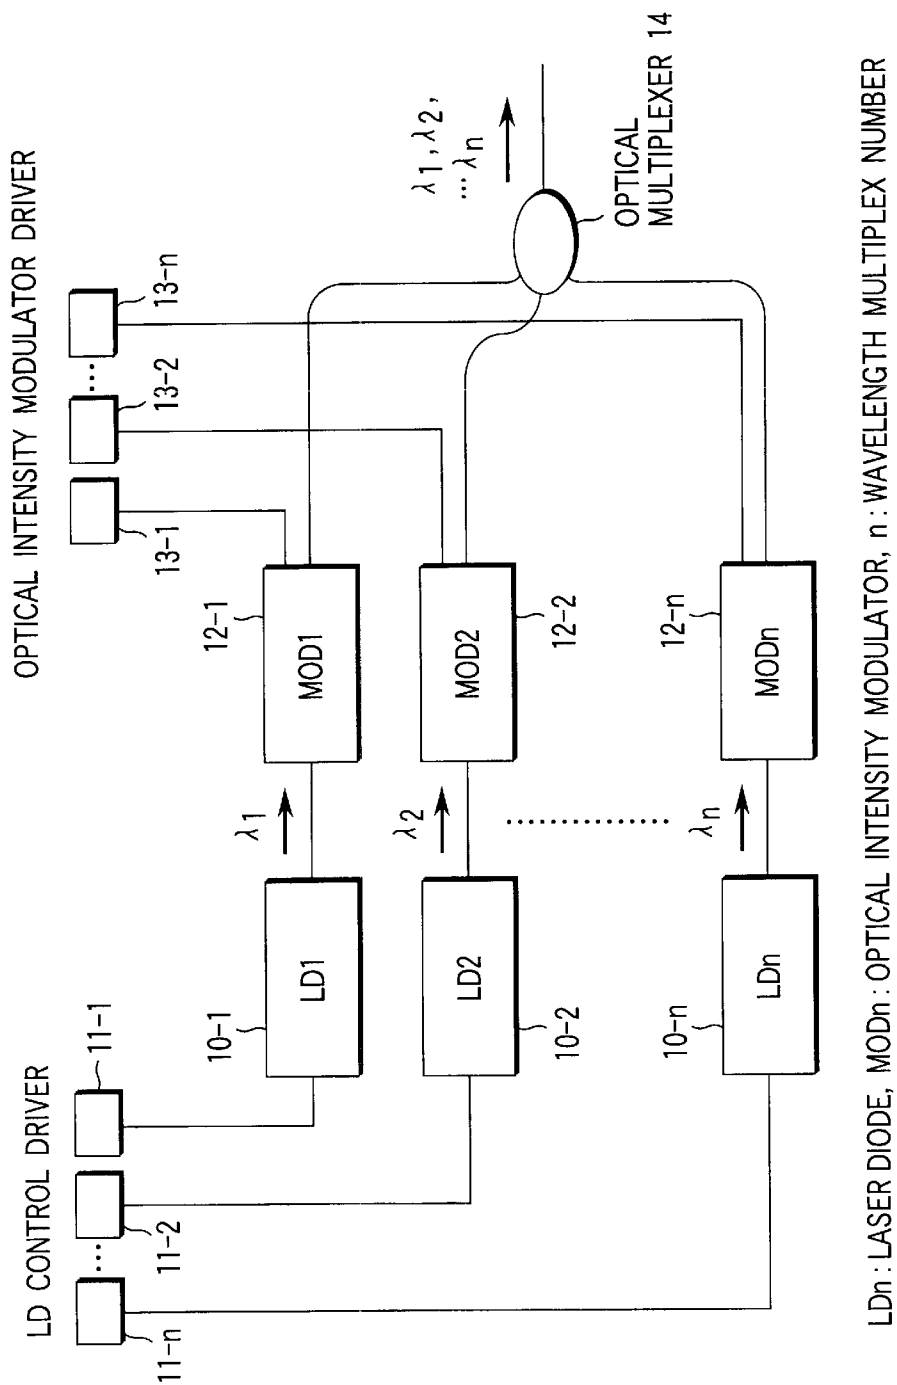 LD CONTROL DRIVER
OPTICAL INTENSITY MODULATOR DRIVER
11-n
...
11-2
11-1
13-1
13-2
...
13-n
10-1
LD1
λ1
12-1
MOD1
LD2
10-2
λ2
MOD2
12-2
λ1, λ2,
...λn
OPTICAL
MULTIPLEXER 14
10-n
LDn
λn
12-n
MODn
LDn : LASER DIODE, MODn : OPTICAL INTENSITY MODULATOR, n : WAVELENGTH MULTIPLEX NUMBER